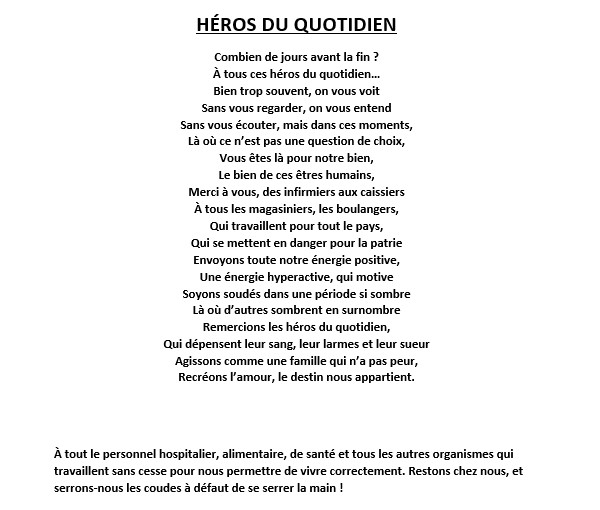 HÉROS DU QUOTIDIEN
Combien de jours avant la fin ?
À tous ces héros du quotidien...
Bien trop souvent, on vous voit
Sans vous regarder, on vous entend
Sans vous écouter, mais dans ces moments,
Là où ce n'est pas une question de choix,
Vous êtes là pour notre bien,
Le bien de ces êtres humains,
Merci à vous, des infirmiers aux caissiers
À tous les magasiniers, les boulangers,
Qui travaillent pour tout le pays,
Qui se mettent en danger pour la patrie
Envoyons toute notre énergie positive,
Une énergie hyperactive, qui motive
Soyons soudés dans une période si sombre
Là où d'autres sombrent en surnombre
Remercions les héros du quotidien,
Qui dépensent leur sang, leur larmes et leur sueur
Agissons comme une famille qui n'a pas peur,
Recréons l'amour, le destin nous appartient.
À tout le personnel hospitalier, alimentaire, de santé et tous les autres organismes qui
travaillent sans cesse pour nous permettre de vivre correctement. Restons chez nous, et
serrons-nous les coudes à défaut de se serrer la main !